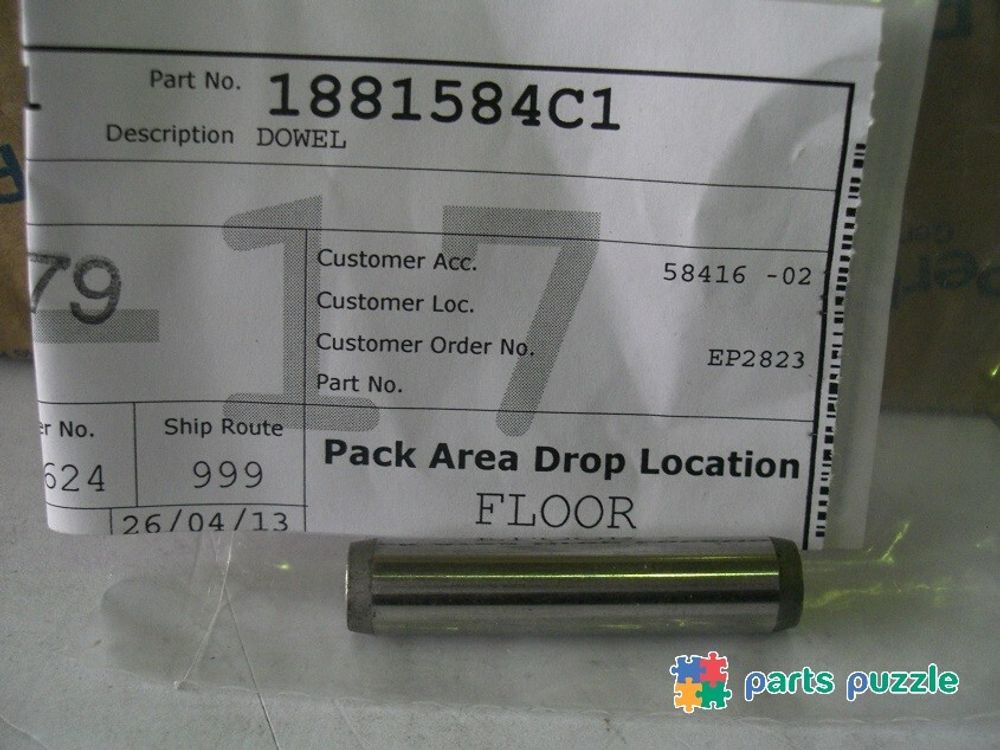 Part No. 1881584C1
Description DOWEL
17
79
Customer Acc. 58416 -02
Customer Loc.
Customer Order No. EP2823
Part No.
er No. Ship Route
624 999
Pack Area Drop Location
FLOOR
26/04/13
parts puzzle